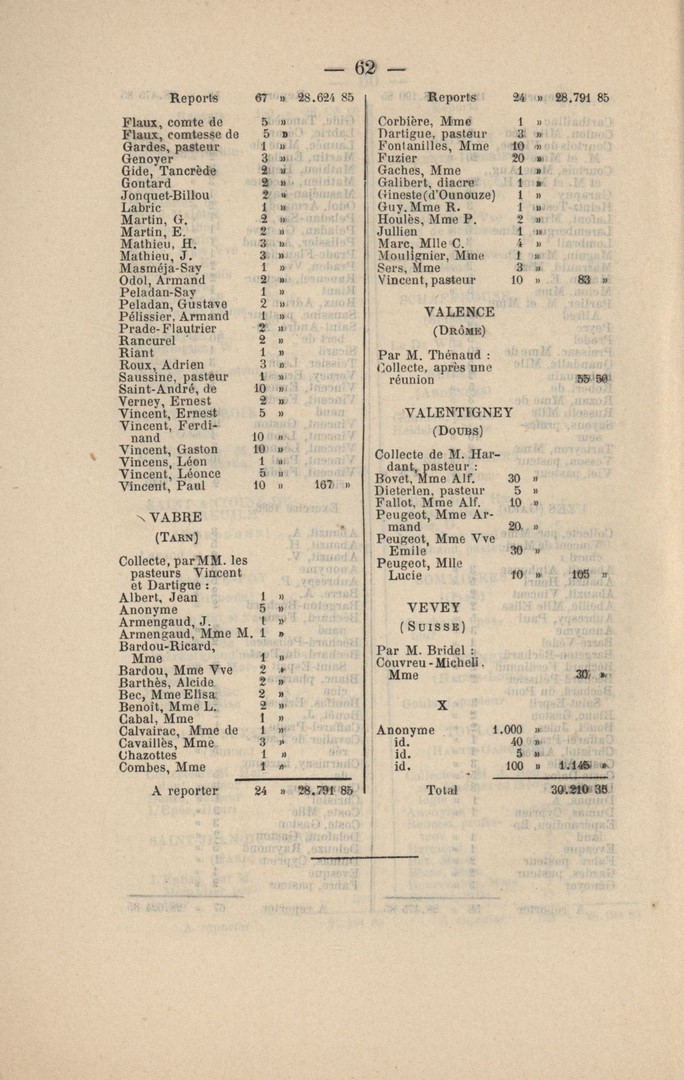 — 62 —
Reports 67 » 28.624 85
Flaux, comte de 5 »
Flaux, comtesse de 5 »
Gardes, pasteur 1 »
Genoyer 3 »
Gide, Tancrède 2 »
Gontard 2 »
Jonquet-Billou 2 »
Labric 1 »
Martin, G. 2 »
Martin, E. 2 »
Mathieu, H. 3 »
Mathieu, J. 3 »
Masméja-Say 1 »
Odol, Armand 2 »
Peladan-Say 1 »
Peladan, Gustave 2 »
Pélissier, Armand 1 »
Prade-Flautrier 2 »
Rancurel 2 »
Riant 1 »
Roux, Adrien 3 »
Saussine, pasteur 1 »
Saint-André, de 10 »
Verney, Ernest 2 »
Vincent, Ernest 5 »
Vincent, Ferdi-
nand 10 »
Vincent, Gaston 10 »
Vincens, Léon 1 »
Vincent, Léonce 5 »
Vincent, Paul 10 » 167 »
VABRE
(TARN)
Collecte, par MM. les
pasteurs Vincent
et Dartigue :
Albert, Jean 1 »
Anonyme 5 »
Armengaud, J. 1 »
Armengaud, Mme M. 1 »
Bardou-Ricard,
Mme 1 »
Bardou, Mme Vve 2 »
Barthès, Alcide 2 »
Bec, Mme Elisa 2 »
Benoît, Mme L. 2 »
Cabal, Mme 1 »
Calvairac, Mme de 1 »
Cavaillès, Mme 3 »
Chazottes 1 »
Combes, Mme 1 »
A reporter 24 » 28.791 85
Reports 24 » 28.791 85
Corbière, Mme 1 »
Dartigue, pasteur 3 »
Fontanilles, Mme 10 »
Fuzier 20 »
Gaches, Mme 1 »
Galibert, diacre 1 »
Gineste (d'Ounouze) 1 »
Guy, Mme R. 1 »
Houlès, Mme P. 2 »
Jullien 1 »
Marc, Mlle C. 4 »
Moulignier, Mme 1 »
Sers, Mme 3 »
Vincent, pasteur 10 » 83 »
VALENCE
(DRÔME)
Par M. Thénaud :
Collecte, après une
réunion 55 50
VALENTIGNEY
(DOUBS)
Collecte de M. Har-
dant, pasteur :
Bovet, Mme Alf. 30 »
Dieterlen, pasteur 5 »
Fallot, Mme Alf. 10 »
Peugeot, Mme Ar-
mand 20 »
Peugeot, Mme Vve
Emile 30 »
Peugeot, Mlle
Lucie 10 » 105 »
VEVEY
(SUISSE)
Par M. Bridel :
Couvreu-Micheli,
Mme 30 »
X
Anonyme 1.000 »
id. 40 »
id. 5 »
id. 100 » 1.145 »
Total 30.210 35